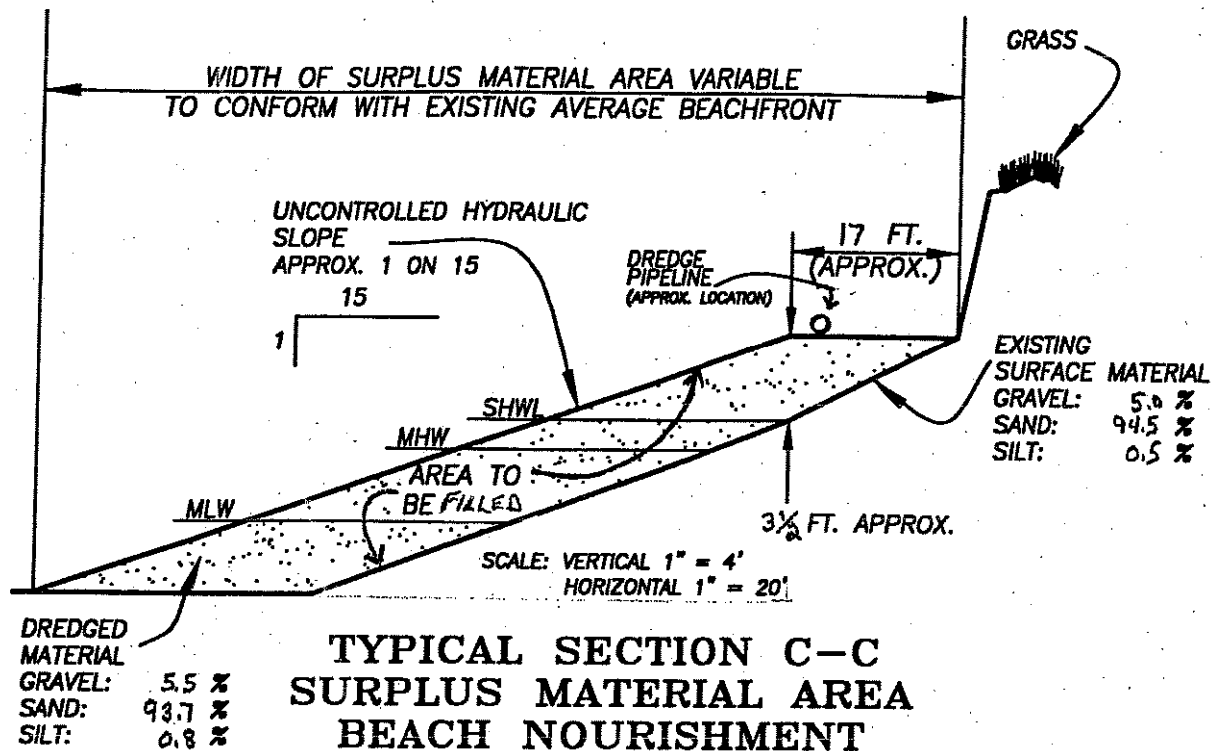 GRASS
WIDTH OF SURPLUS MATERIAL AREA VARIABLE
TO CONFORM WITH EXISTING AVERAGE BEACHFRONT
UNCONTROLLED HYDRAULIC
SLOPE
APPROX. 1 ON 15
15
1
DREDGE
PIPELINE
(APPROX. LOCATION)
17 FT.
(APPROX.)
EXISTING
SURFACE MATERIAL
GRAVEL: 5.0 %
SAND: 94.5 %
SILT: 0.5 %
SHWL
MHW
AREA TO
BE FILLED
MLW
3½ FT. APPROX.
SCALE: VERTICAL 1" = 4'
HORIZONTAL 1" = 20'
DREDGED
MATERIAL
GRAVEL: 5.5 %
SAND: 93.7 %
SILT: 0.8 %
TYPICAL SECTION C-C
SURPLUS MATERIAL AREA
BEACH NOURISHMENT